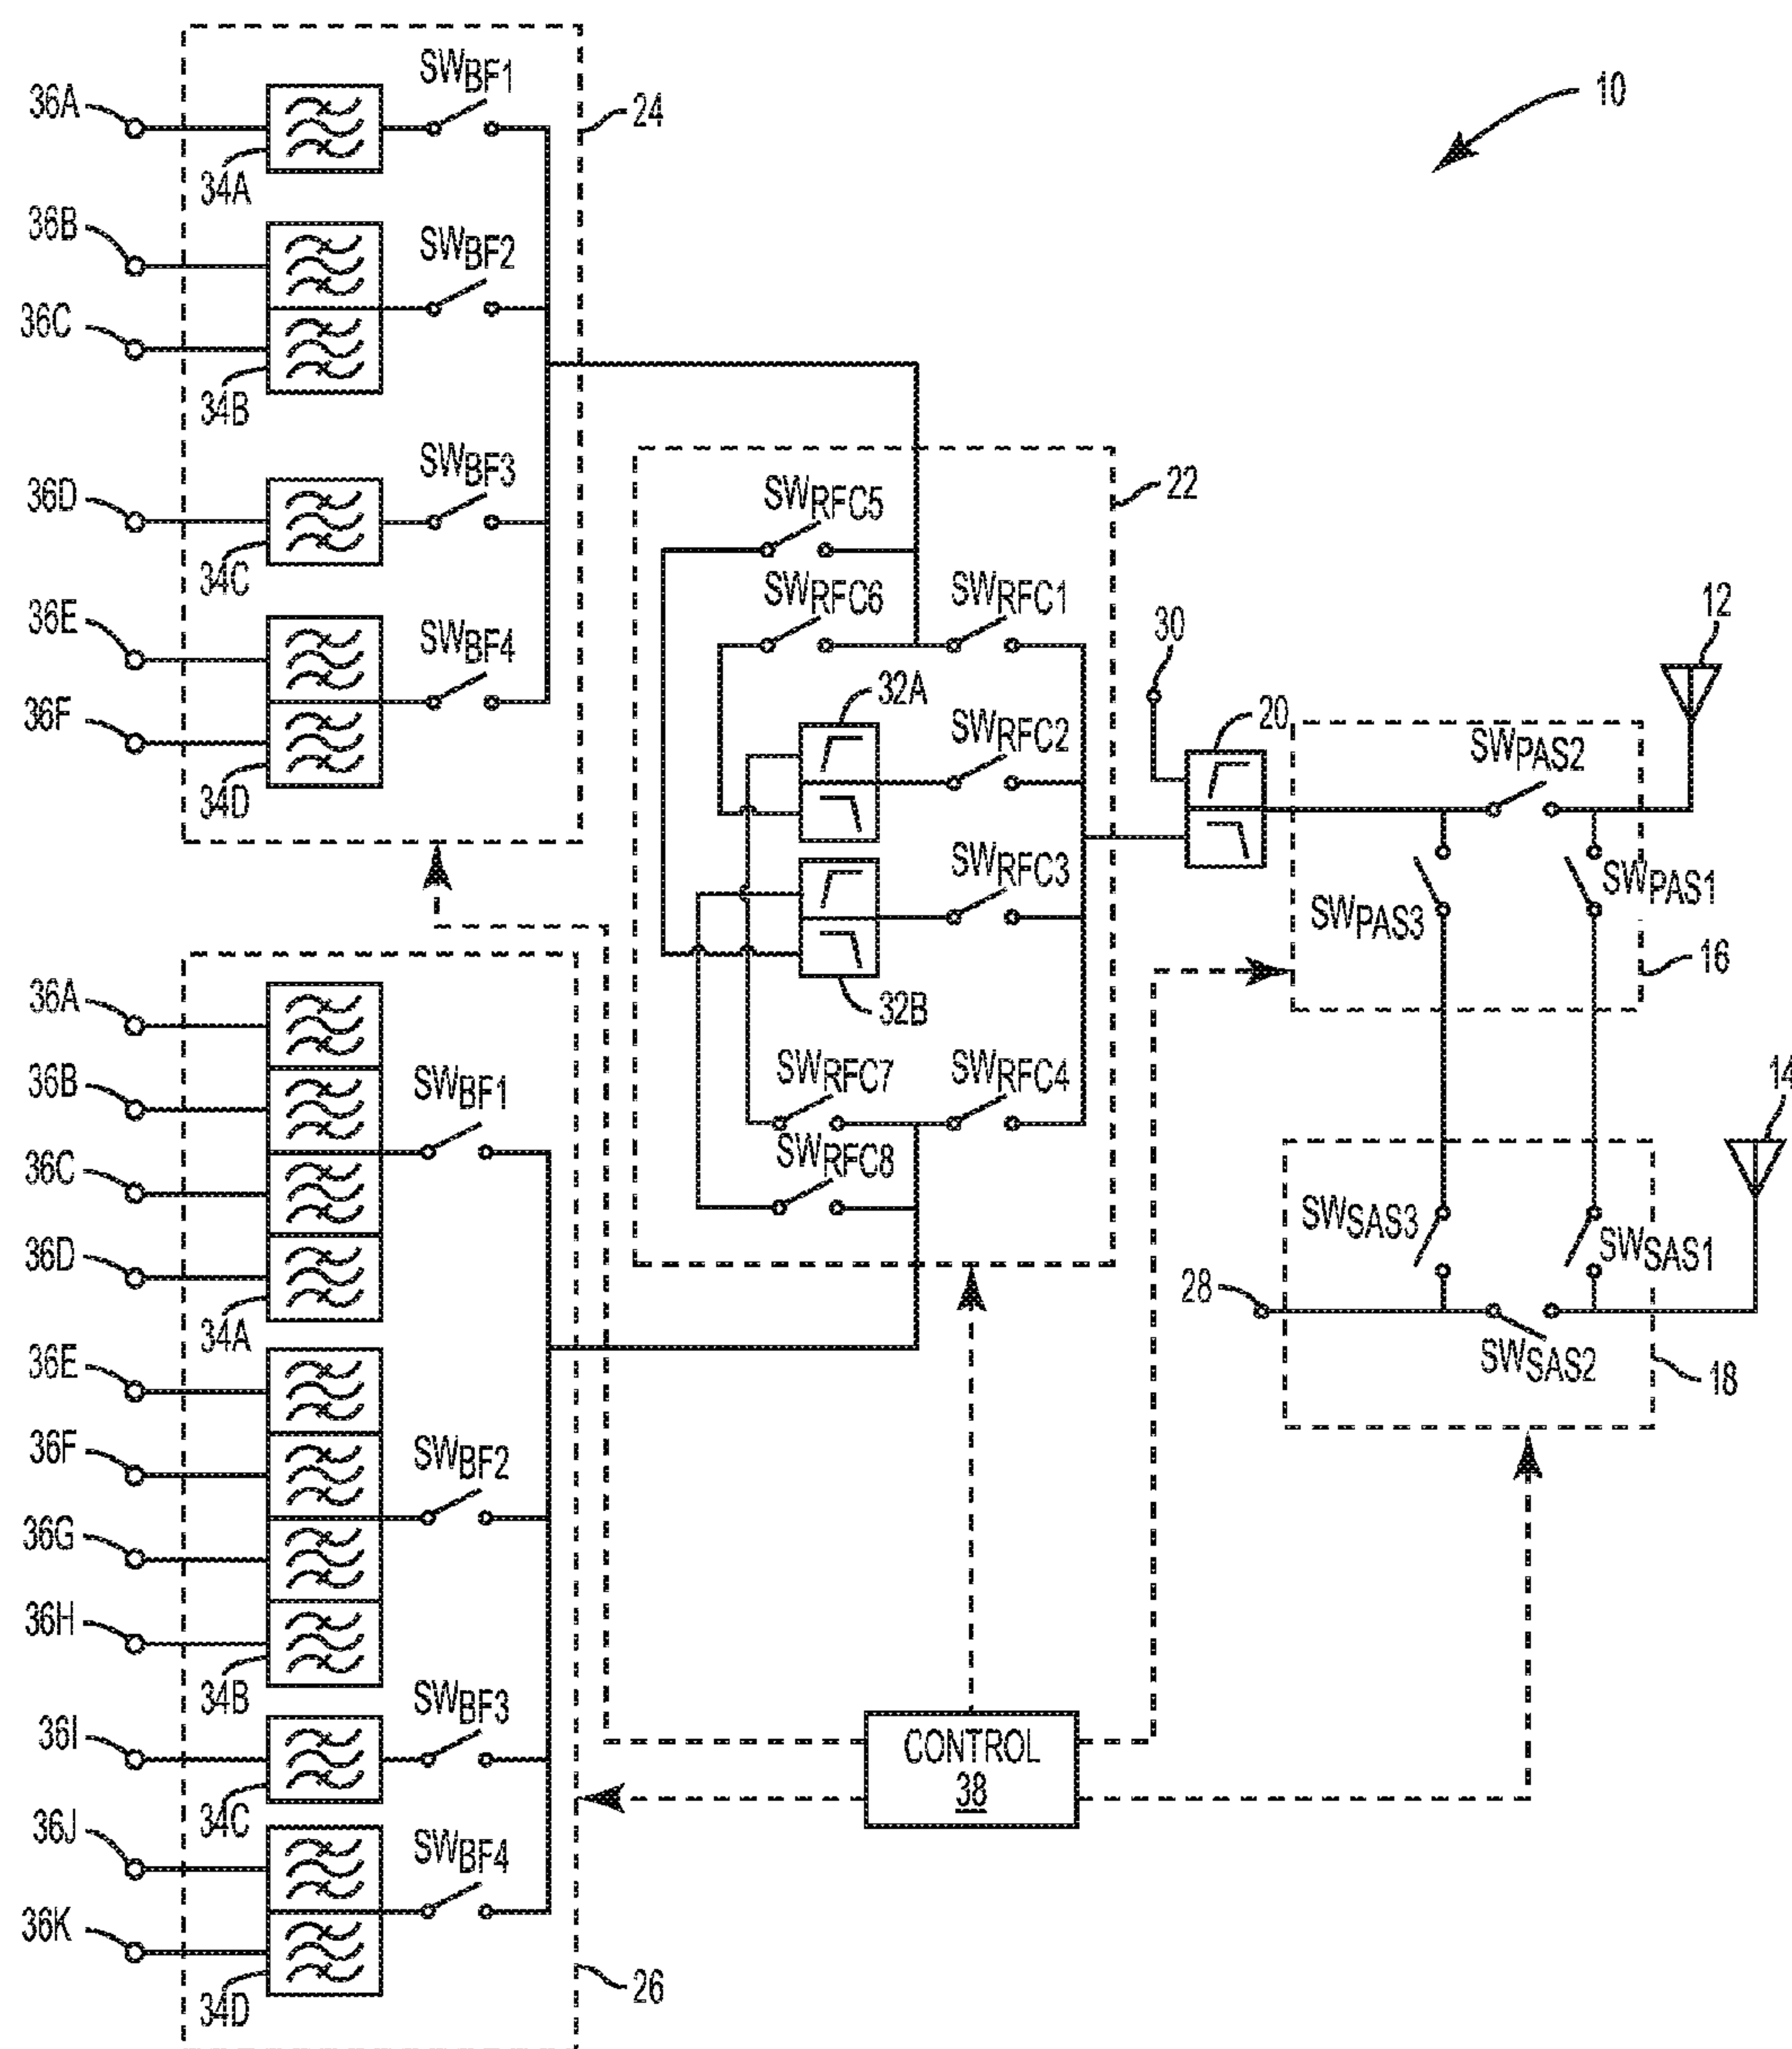 10
36A
SWBF1
24
34A
36B
SWBF2
36C
34B
36D
SWBF3
34C
36E
SWBF4
36F
34D
22
SWRFC5
SWRFC6
SWRFC1
32A
SWRFC2
SWRFC3
32B
SWRFC7
SWRFC4
SWRFC8
30
20
12
SWPAS2
SWPAS1
SWPAS3
16
14
SWSAS3
SWSAS1
28
SWSAS2
18
36A
36B
SWBF1
36C
36D
34A
36E
36F
SWBF2
36G
36H
34B
36I
SWBF3
34C
36J
SWBF4
36K
34D
26
CONTROL
38